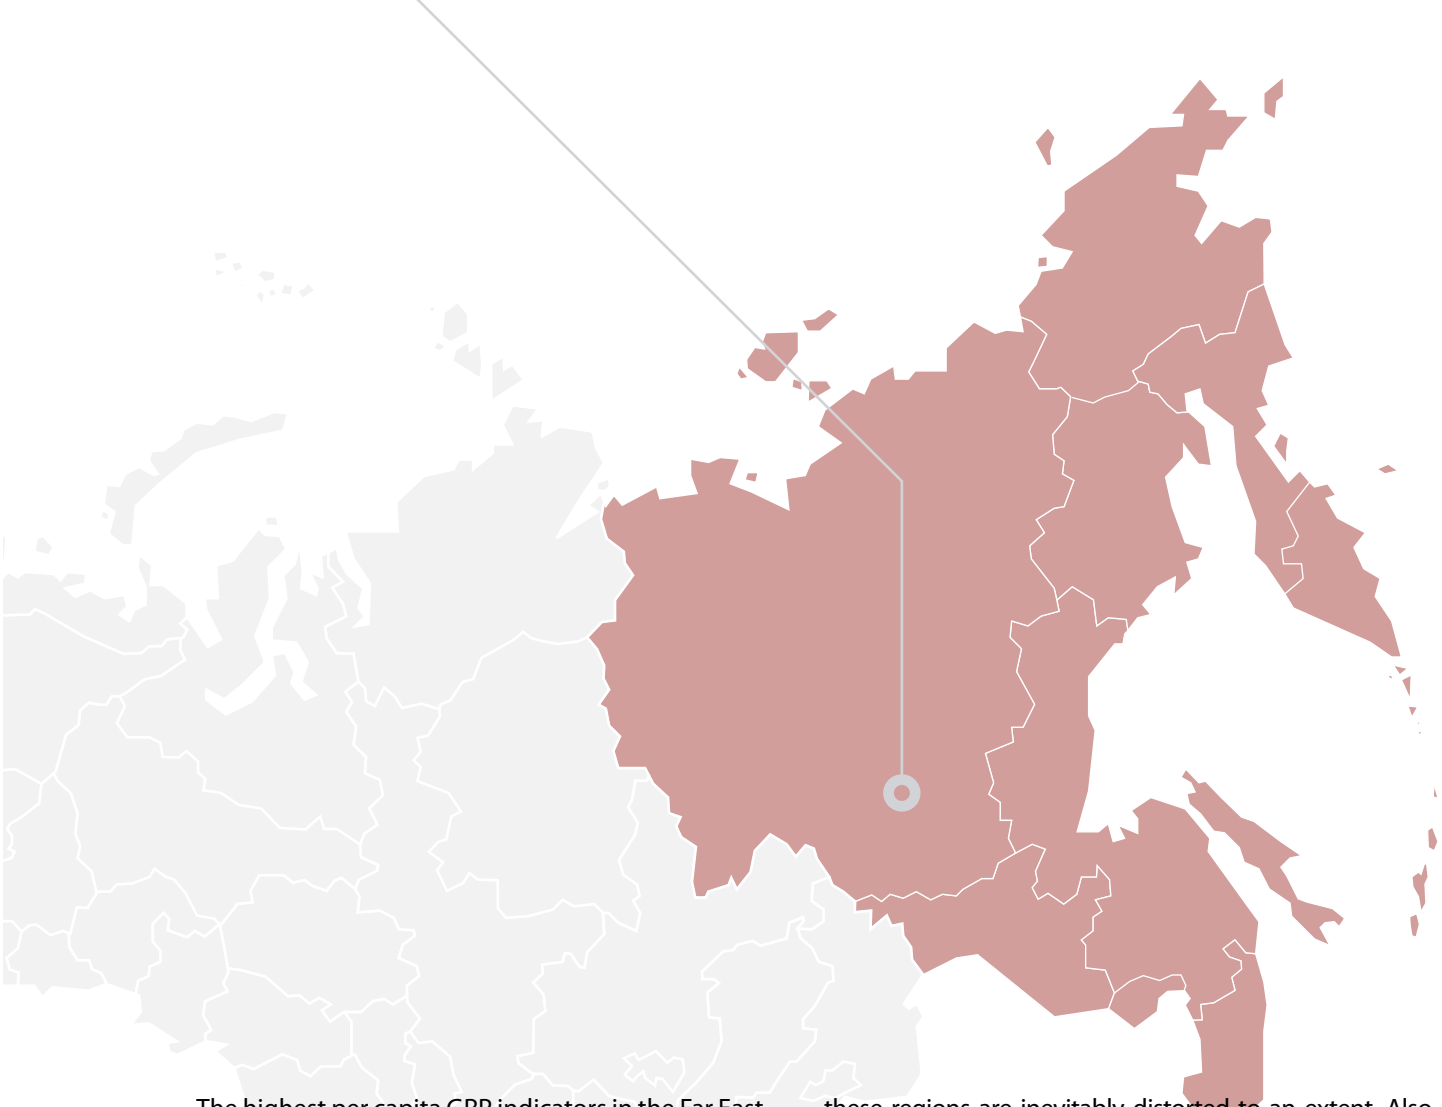 The highest per capita GRP indicators in the Far East
these regions are inevitably distorted to an extent. Also